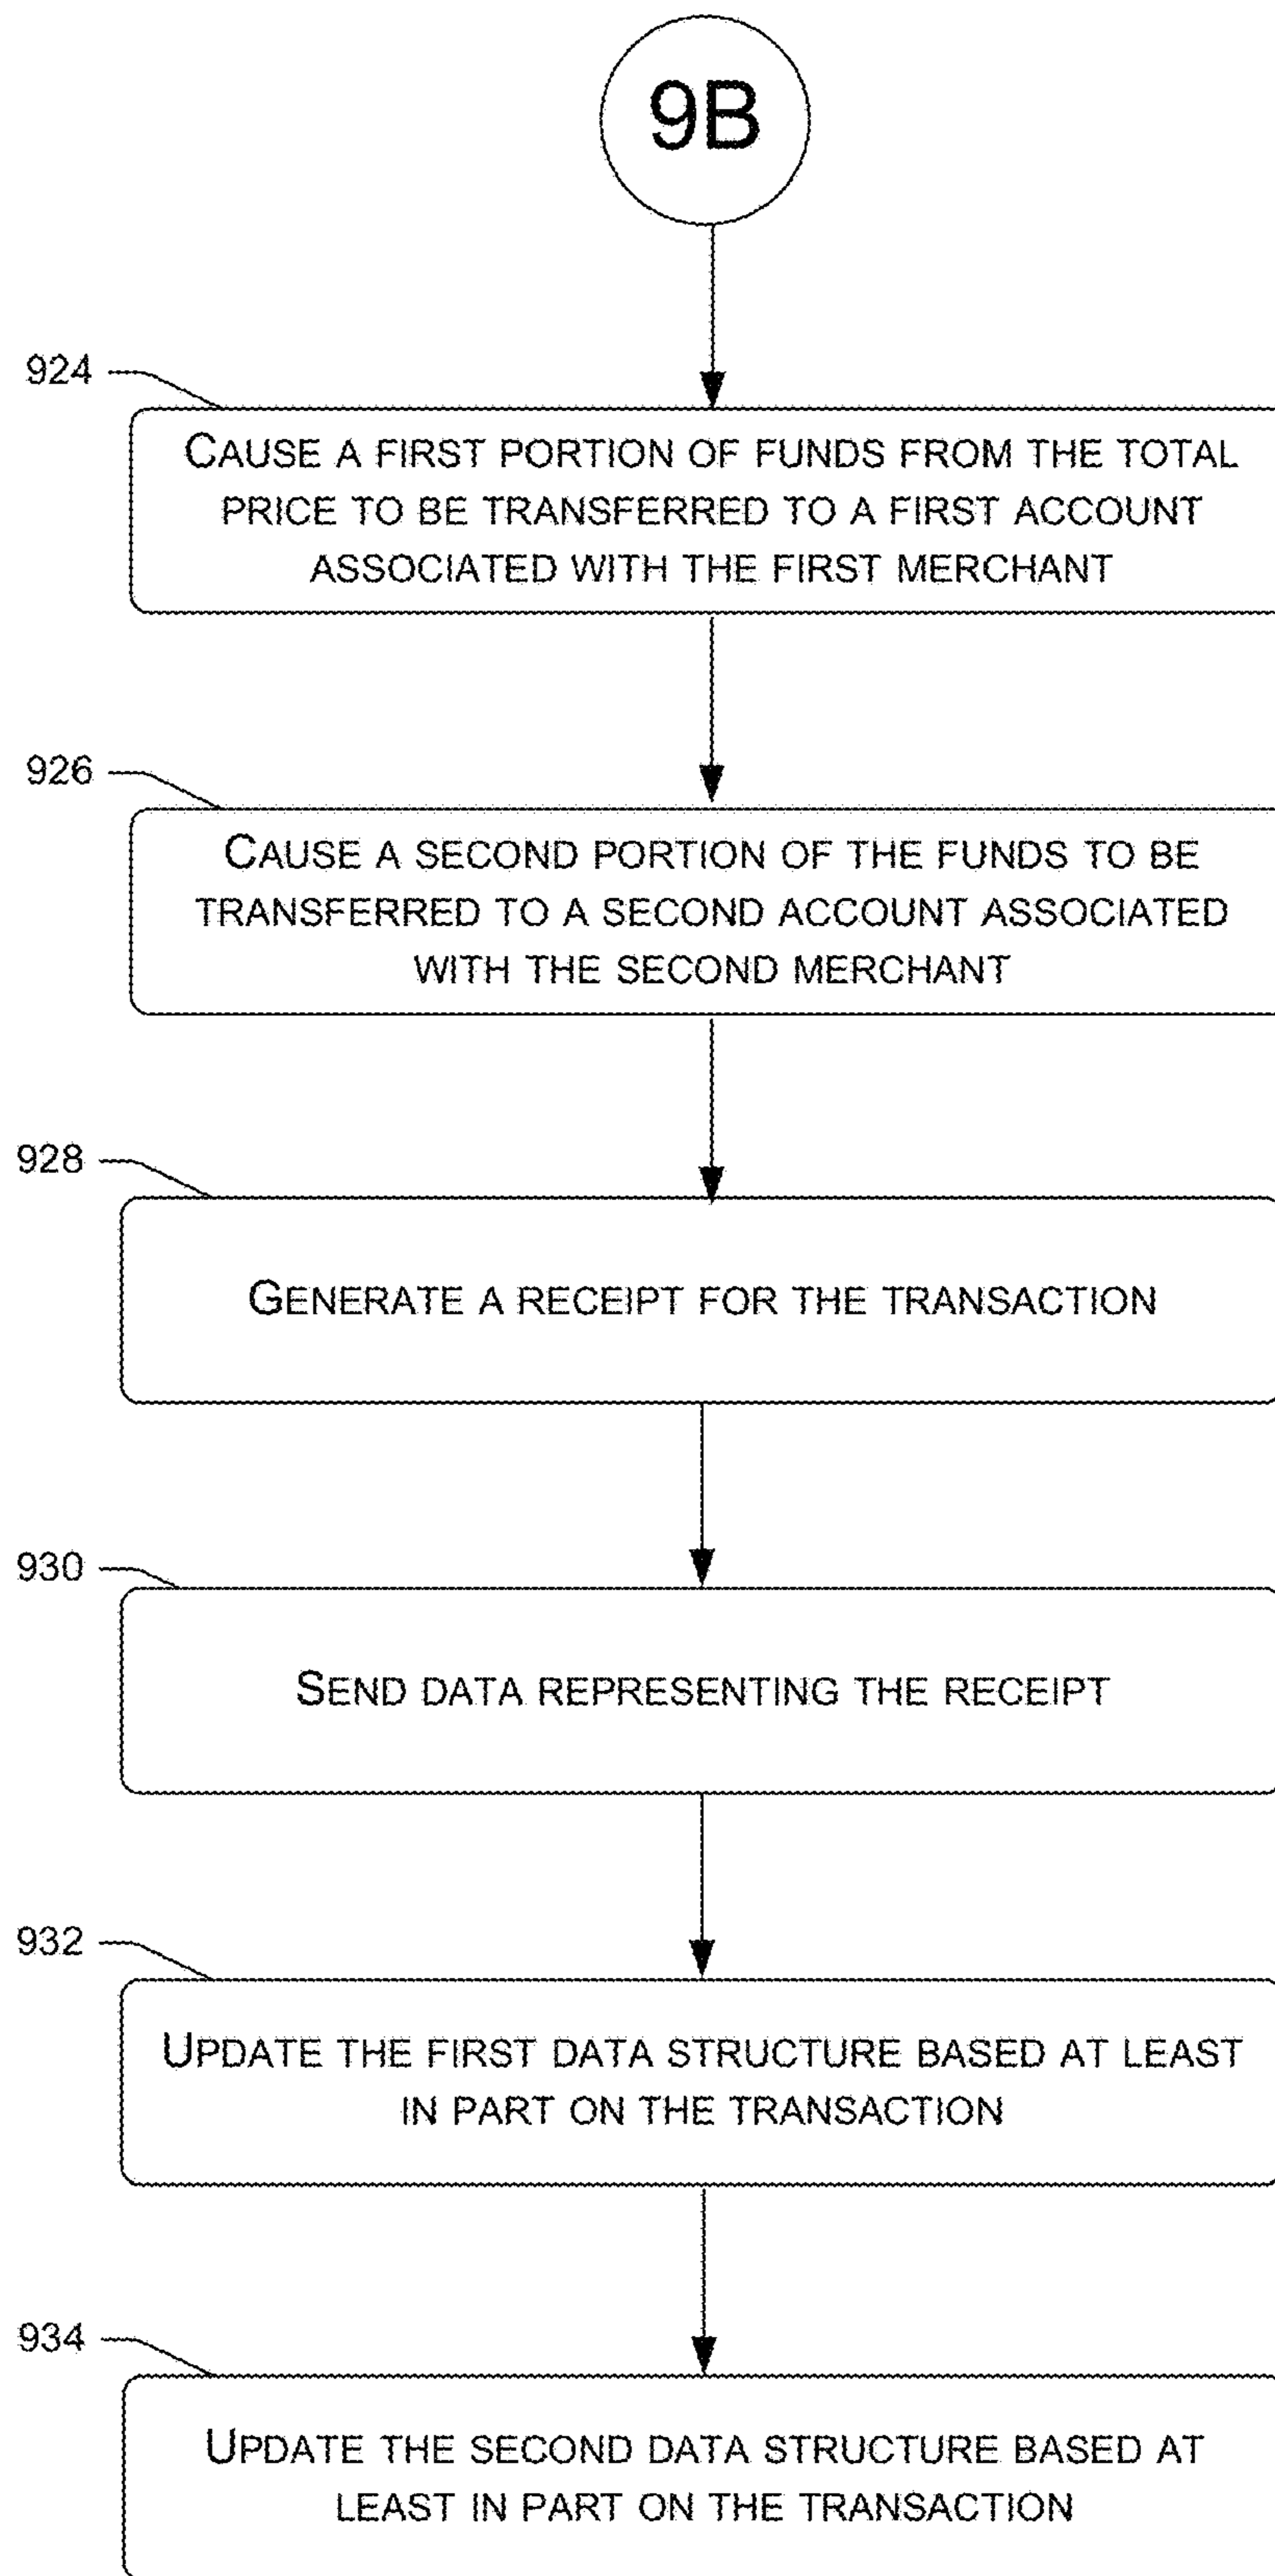 9B
924
CAUSE A FIRST PORTION OF FUNDS FROM THE TOTAL
PRICE TO BE TRANSFERRED TO A FIRST ACCOUNT
ASSOCIATED WITH THE FIRST MERCHANT
926
CAUSE A SECOND PORTION OF THE FUNDS TO BE
TRANSFERRED TO A SECOND ACCOUNT ASSOCIATED
WITH THE SECOND MERCHANT
928
GENERATE A RECEIPT FOR THE TRANSACTION
930
SEND DATA REPRESENTING THE RECEIPT
932
UPDATE THE FIRST DATA STRUCTURE BASED AT LEAST
IN PART ON THE TRANSACTION
934
UPDATE THE SECOND DATA STRUCTURE BASED AT
LEAST IN PART ON THE TRANSACTION